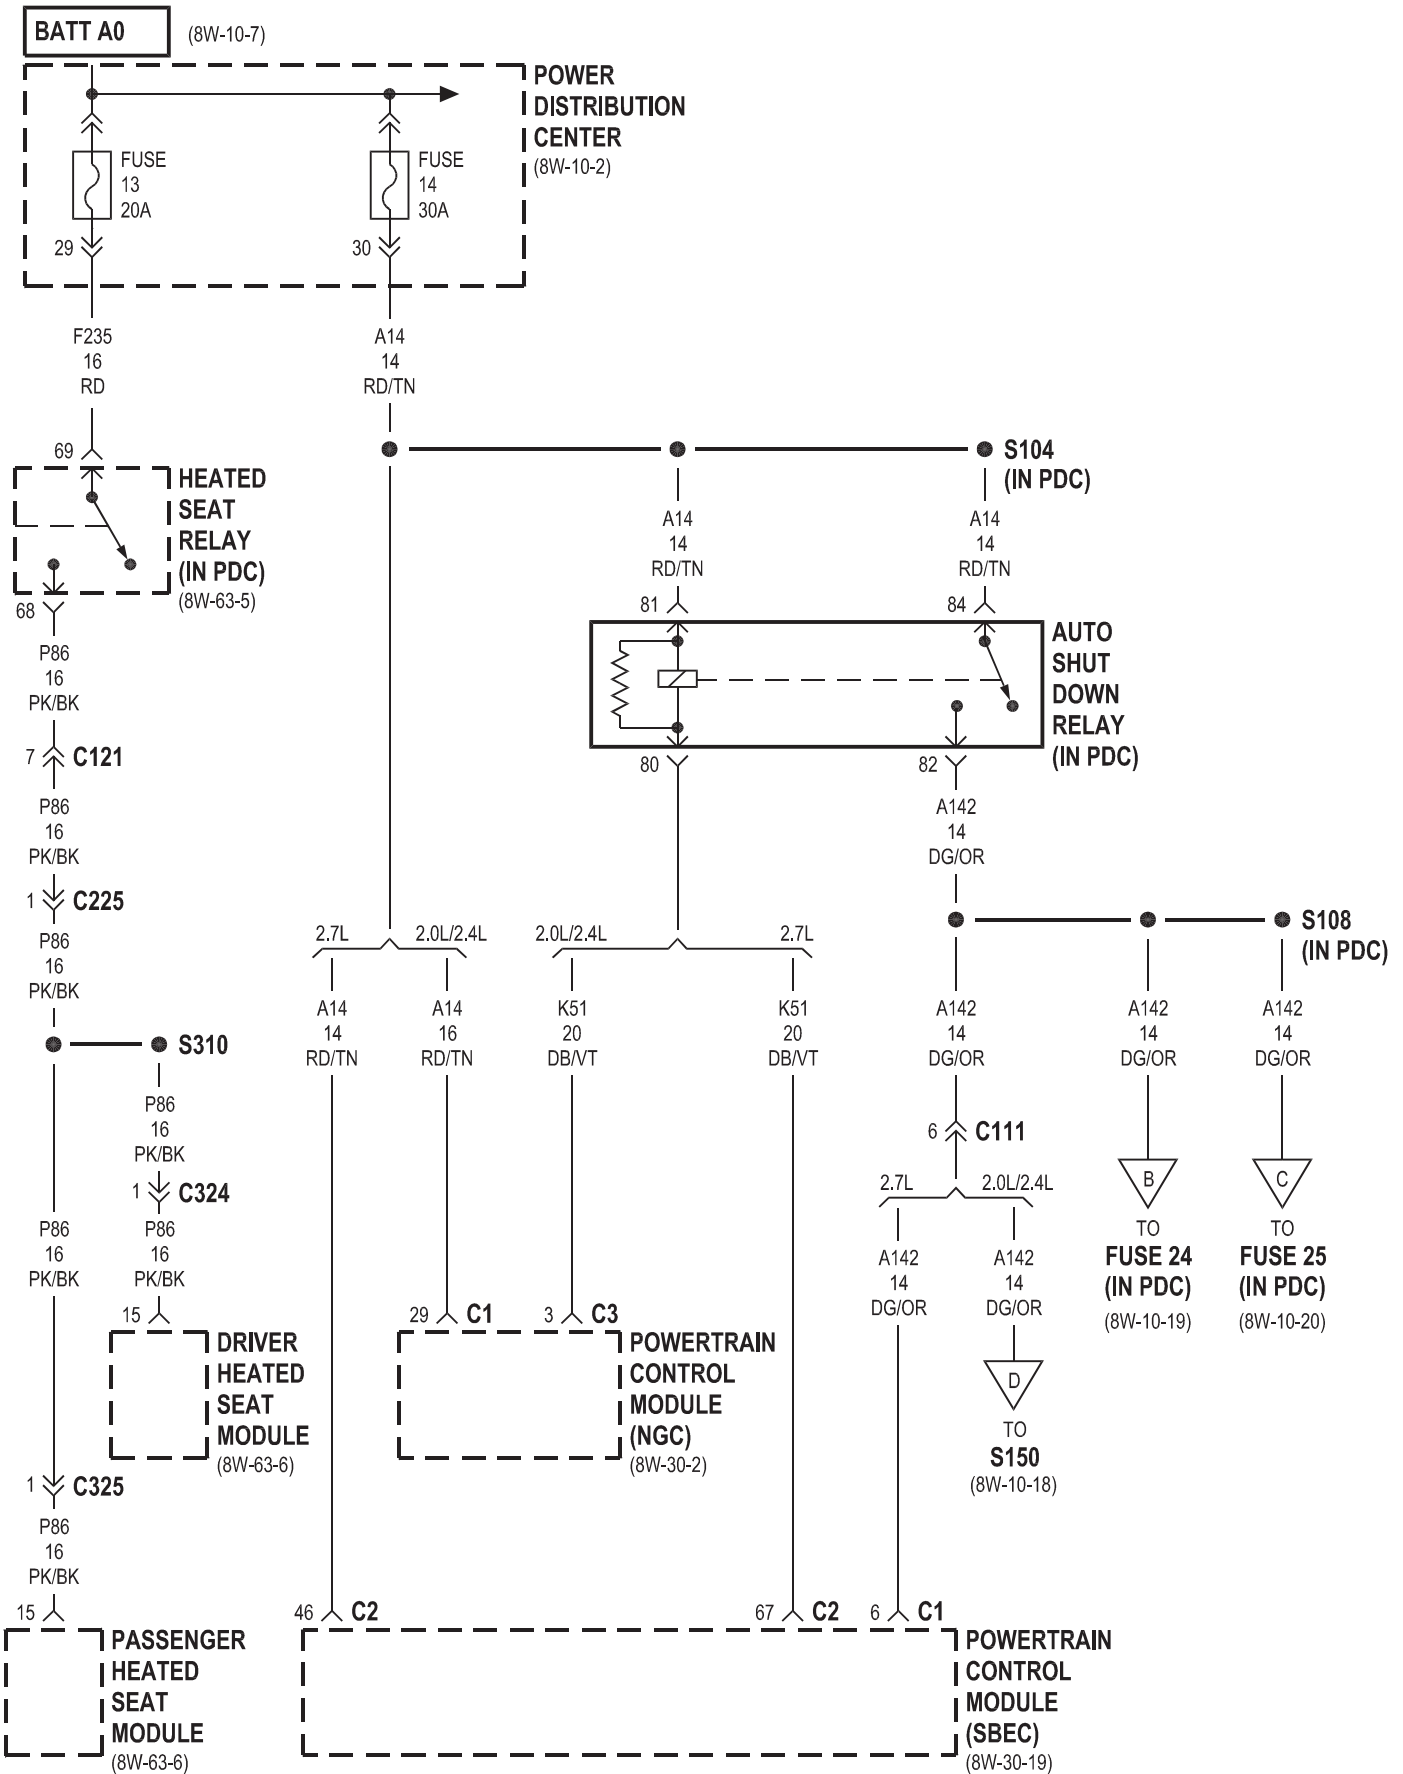 BATT A0
(8W-10-7)
POWER
DISTRIBUTION
CENTER
(8W-10-2)
FUSE
13
20A
29
FUSE
14
30A
30
F235
16
RD
A14
14
RD/TN
69
HEATED
SEAT
RELAY
(IN PDC)
(8W-63-5)
68
S104
(IN PDC)
A14
14
RD/TN
A14
14
RD/TN
81
84
AUTO
SHUT
DOWN
RELAY
(IN PDC)
80
82
P86
16
PK/BK
7
C121
P86
16
PK/BK
1
C225
P86
16
PK/BK
S310
A142
14
DG/OR
S108
(IN PDC)
2.7L
2.0L/2.4L
2.0L/2.4L
2.7L
A14
14
RD/TN
A14
16
RD/TN
K51
20
DB/VT
K51
20
DB/VT
A142
14
DG/OR
A142
14
DG/OR
A142
14
DG/OR
P86
16
PK/BK
1
C324
P86
16
PK/BK
P86
16
PK/BK
6
C111
2.7L
2.0L/2.4L
B
TO
FUSE 24
(IN PDC)
(8W-10-19)
C
TO
FUSE 25
(IN PDC)
(8W-10-20)
A142
14
DG/OR
A142
14
DG/OR
15
DRIVER
HEATED
SEAT
MODULE
(8W-63-6)
29
C1
3
C3
POWERTRAIN
CONTROL
MODULE
(NGC)
(8W-30-2)
D
TO
S150
(8W-10-18)
1
C325
P86
16
PK/BK
15
PASSENGER
HEATED
SEAT
MODULE
(8W-63-6)
46
C2
67
C2
6
C1
POWERTRAIN
CONTROL
MODULE
(SBEC)
(8W-30-19)